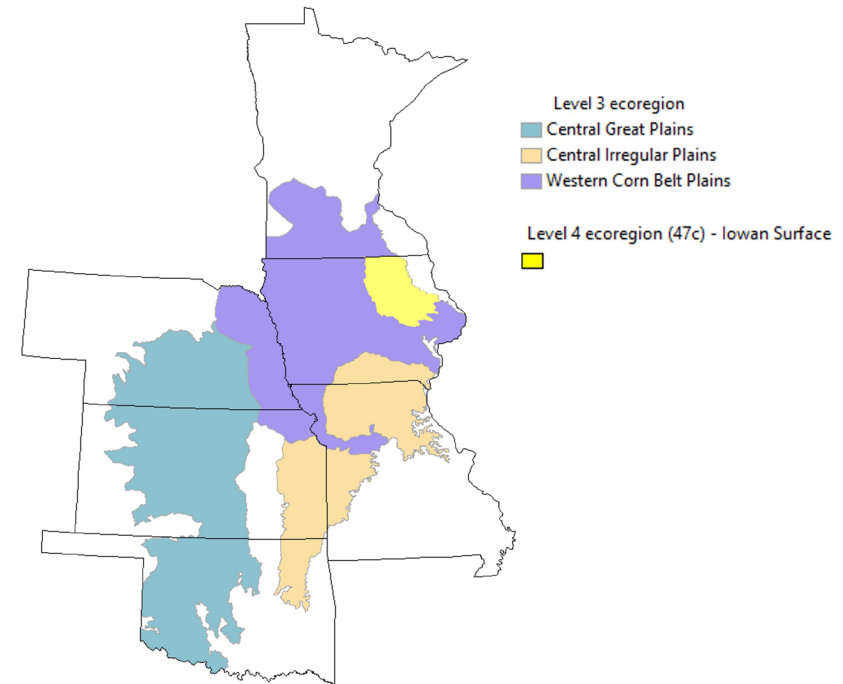 Level 3 ecoregion
Central Great Plains
Central Irregular Plains
Western Corn Belt Plains
Level 4 ecoregion (47c) - Iowan Surface